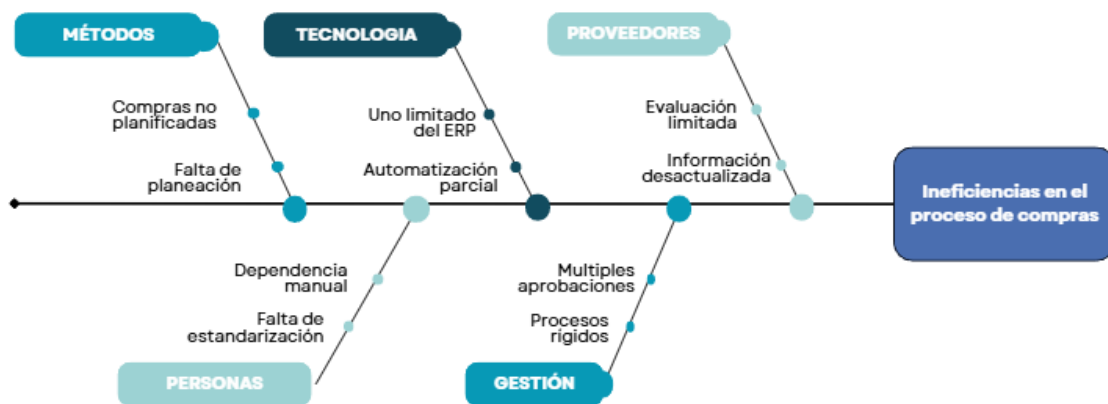 MÉTODOS
TECNOLOGIA
PROVEEDORES
Compras no
planificadas
Falta de
planeación
Uno limitado
del ERP
Automatización
parcial
Evaluación
limitada
Información
desactualizada
Ineficiencias en el
proceso de compras
Dependencia
manual
Falta de
estandarización
Multiples
aprobaciones
Procesos
rígidos
PERSONAS
GESTIÓN